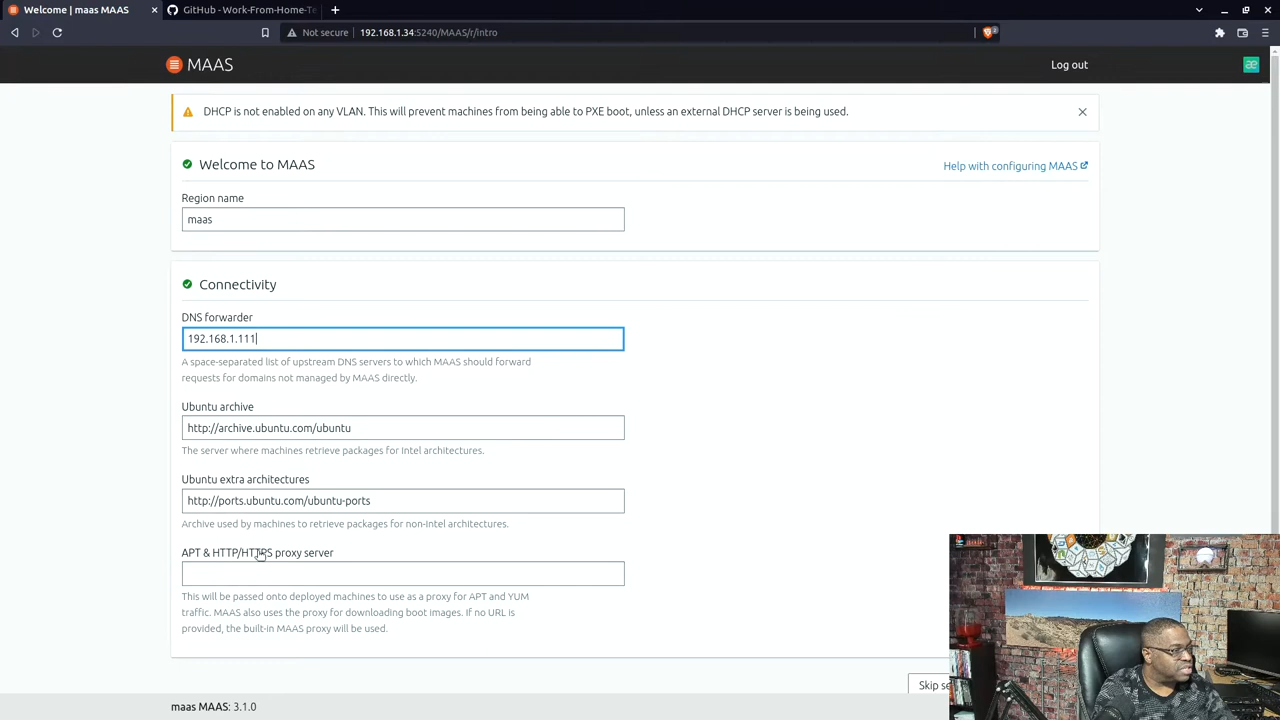 Welcome | maas MAAS
GitHub - Work-From-Home-Te
Not secure
192.168.1.34:5240/MAAS/r/intro
MAAS
Log out
DHCP is not enabled on any VLAN. This will prevent machines from being able to PXE boot, unless an external DHCP server is being used.
Welcome to MAAS
Help with configuring MAAS
Region name
maas
Connectivity
DNS forwarder
192.168.1.111
A space-separated list of upstream DNS servers to which MAAS should forward
requests for domains not managed by MAAS directly.
Ubuntu archive
http://archive.ubuntu.com/ubuntu
The server where machines retrieve packages for Intel architectures.
Ubuntu extra architectures
http://ports.ubuntu.com/ubuntu-ports
Archive used by machines to retrieve packages for non-Intel architectures.
APT & HTTP/HTTPS proxy server
This will be passed onto deployed machines to use as a proxy for APT and YUM
traffic. MAAS also uses the proxy for downloading boot images. If no URL is
provided, the built-in MAAS proxy will be used.
Skip se
maas MAAS: 3.1.0